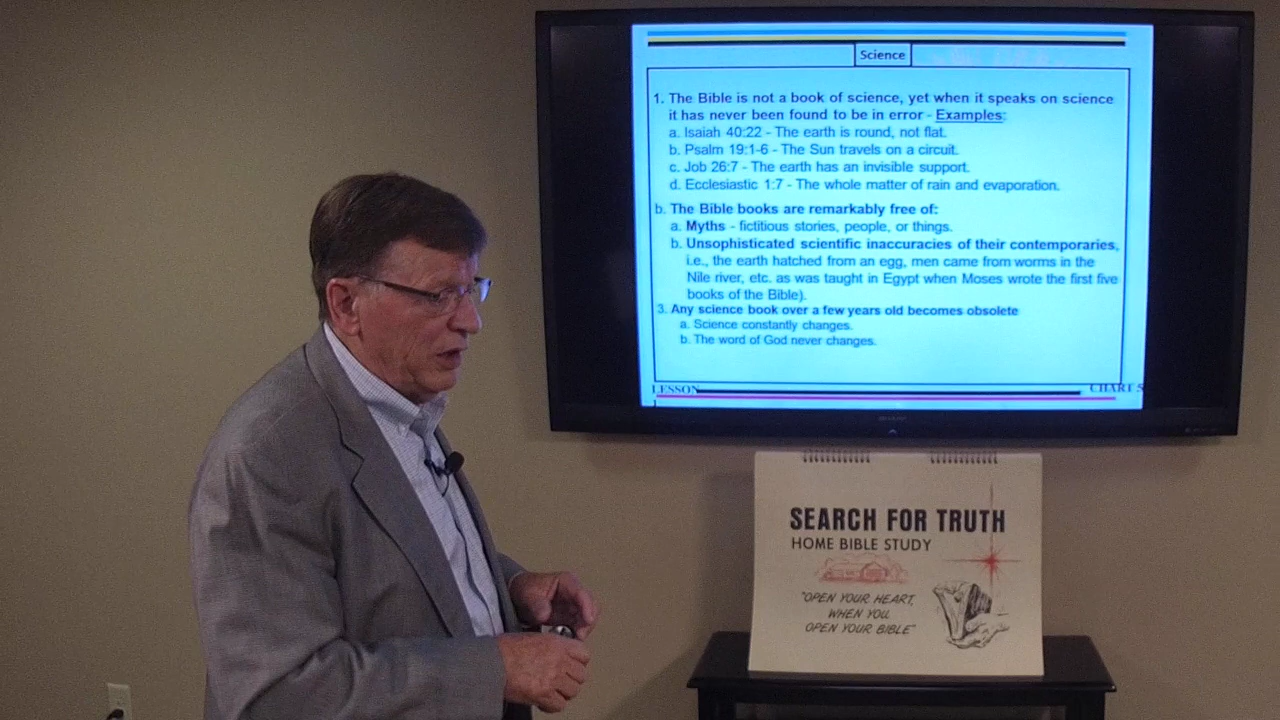 Science
1. The Bible is not a book of science, yet when it speaks on science
it has never been found to be in error - Examples:
a. Isaiah 40:22 - The earth is round, not flat.
b. Psalm 19:1-6 - The Sun travels on a circuit.
c. Job 26:7 - The earth has an invisible support.
d. Ecclesiastic 1:7 - The whole matter of rain and evaporation.
b. The Bible books are remarkably free of:
a. Myths - fictitious stories, people, or things.
b. Unsophisticated scientific inaccuracies of their contemporaries,
i.e., the earth hatched from an egg, men came from worms in the
Nile river, etc. as was taught in Egypt when Moses wrote the first five
books of the Bible).
3. Any science book over a few years old becomes obsolete
a. Science constantly changes.
b. The word of God never changes.
LESSON CHART 5
1
SEARCH FOR TRUTH
HOME BIBLE STUDY
"OPEN YOUR HEART,
WHEN YOU
OPEN YOUR BIBLE"